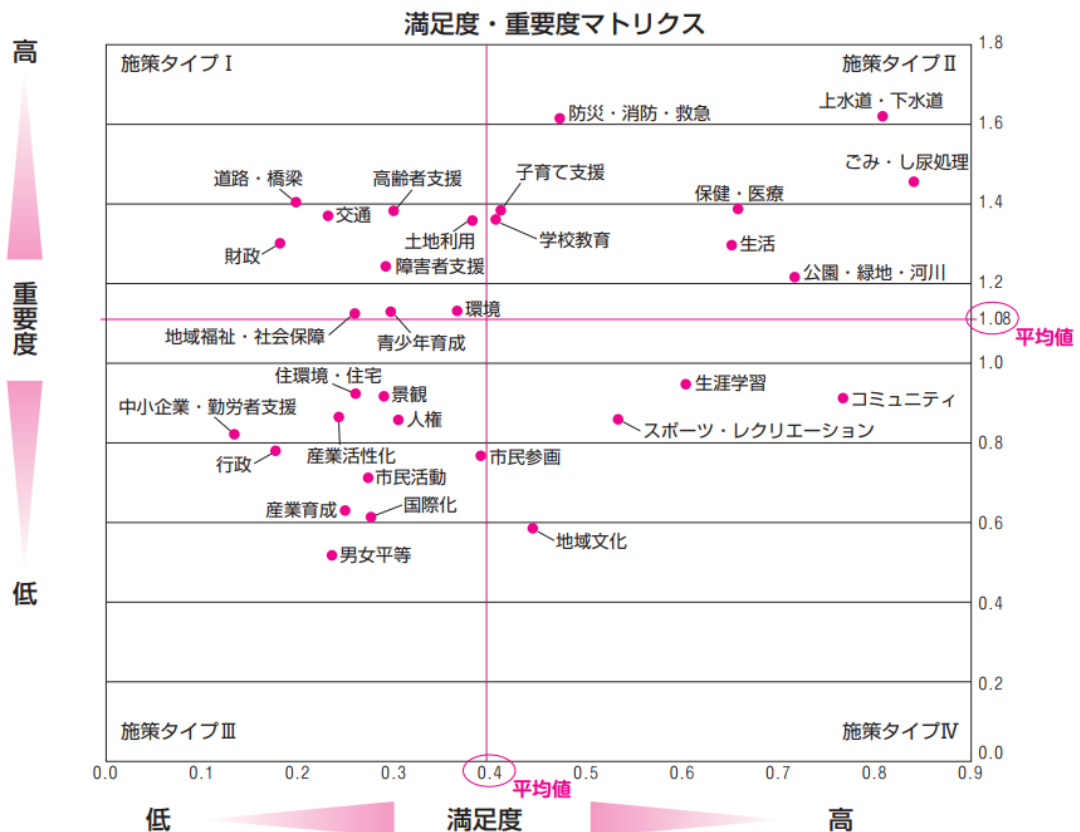 満足度・重要度マトリクス
高
重要度
低
施策タイプⅠ
施策タイプⅡ
1.8
上水道・下水道
防災・消防・救急
1.6
ごみ・し尿処理
道路・橋梁
高齢者支援
子育て支援
保健・医療
1.4
交通
土地利用
学校教育
生活
財政
障害者支援
公園・緑地・河川
1.2
環境
1.08
平均値
地域福祉・社会保障
青少年育成
1.0
住環境・住宅
生涯学習
景観
コミュニティ
中小企業・勤労者支援
人権
スポーツ・レクリエーション
0.8
行政
産業活性化
市民参画
市民活動
産業育成
国際化
0.6
地域文化
男女平等
0.4
0.2
施策タイプⅢ
施策タイプⅣ
0.0
0.0 0.1 0.2 0.3 0.4 0.5 0.6 0.7 0.8 0.9
平均値
低 満足度 高